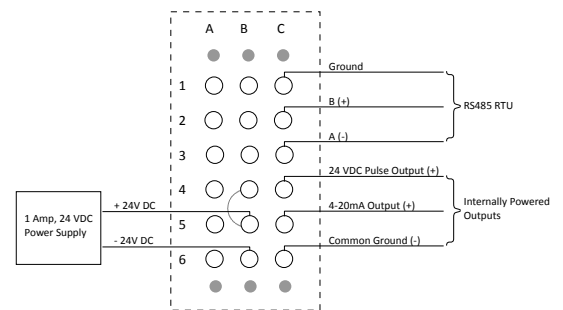 A B C
Ground
1
B (+)
2
RS485 RTU
A (-)
3
24 VDC Pulse Output (+)
4
+ 24V DC
4-20mA Output (+)
Internally Powered
Outputs
1 Amp, 24 VDC
Power Supply
5
- 24V DC
Common Ground (-)
6